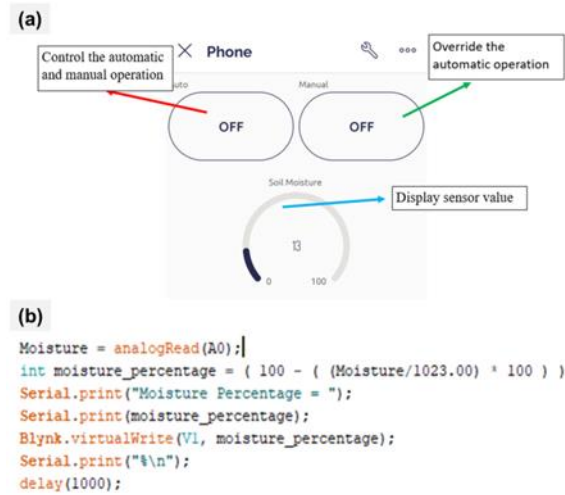 (a)
Control the automatic
and manual operation
Phone
Override the
automatic operation
Auto
Manual
OFF
OFF
Soil Moisture
Display sensor value
13
0
100
(b)
Moisture = analogRead(A0);
int moisture_percentage = ( 100 - ( (Moisture/1023.00) * 100 ) )
Serial.print("Moisture Percentage = ");
Serial.print(moisture_percentage);
Blynk.virtualWrite(V1, moisture_percentage);
Serial.print("%\n");
delay(1000);